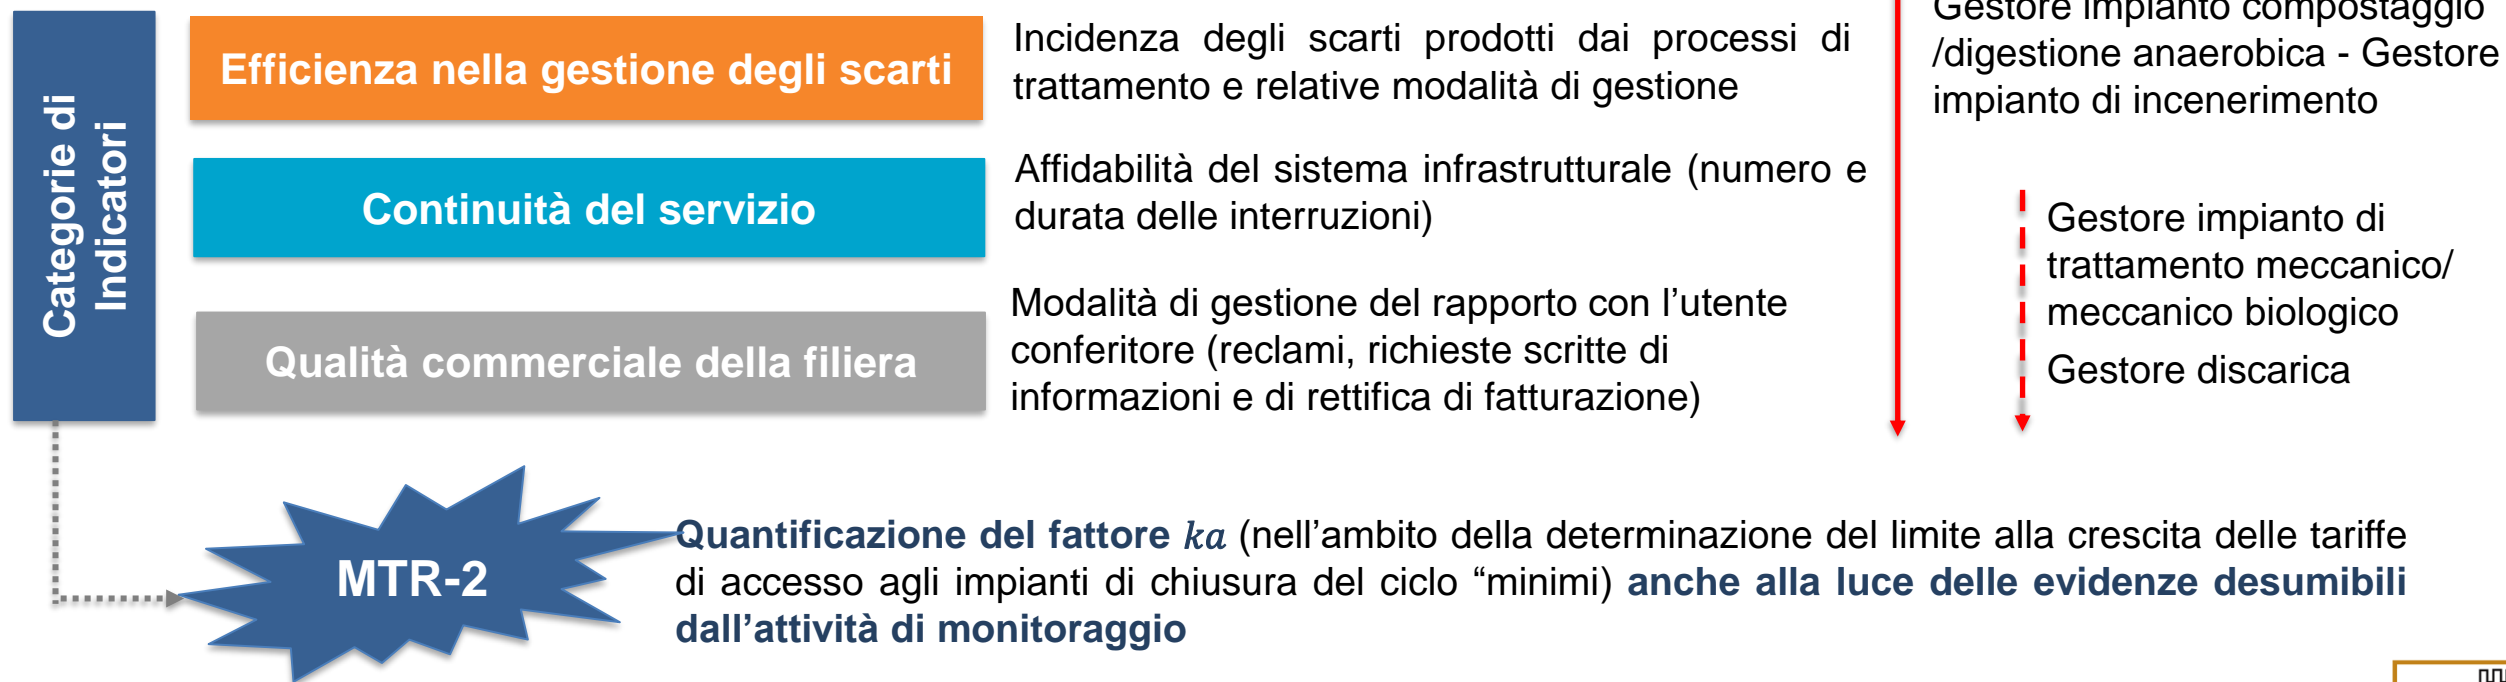 Categorie di
Indicatori
Efficienza nella gestione degli scarti
Incidenza degli scarti prodotti dai processi di
trattamento e relative modalità di gestione
Continuità del servizio
Affidabilità del sistema infrastrutturale (numero e
durata delle interruzioni)
Qualità commerciale della filiera
Modalità di gestione del rapporto con l’utente
conferitore (reclami, richieste scritte di
informazioni e di rettifica di fatturazione)
Gestore impianto compostaggio
/digestione anaerobica - Gestore
impianto di incenerimento
Gestore impianto di
trattamento meccanico/
meccanico biologico
Gestore discarica
MTR-2
Quantificazione del fattore ka (nell’ambito della determinazione del limite alla crescita delle tariffe
di accesso agli impianti di chiusura del ciclo “minimi) anche alla luce delle evidenze desumibili
dall’attività di monitoraggio